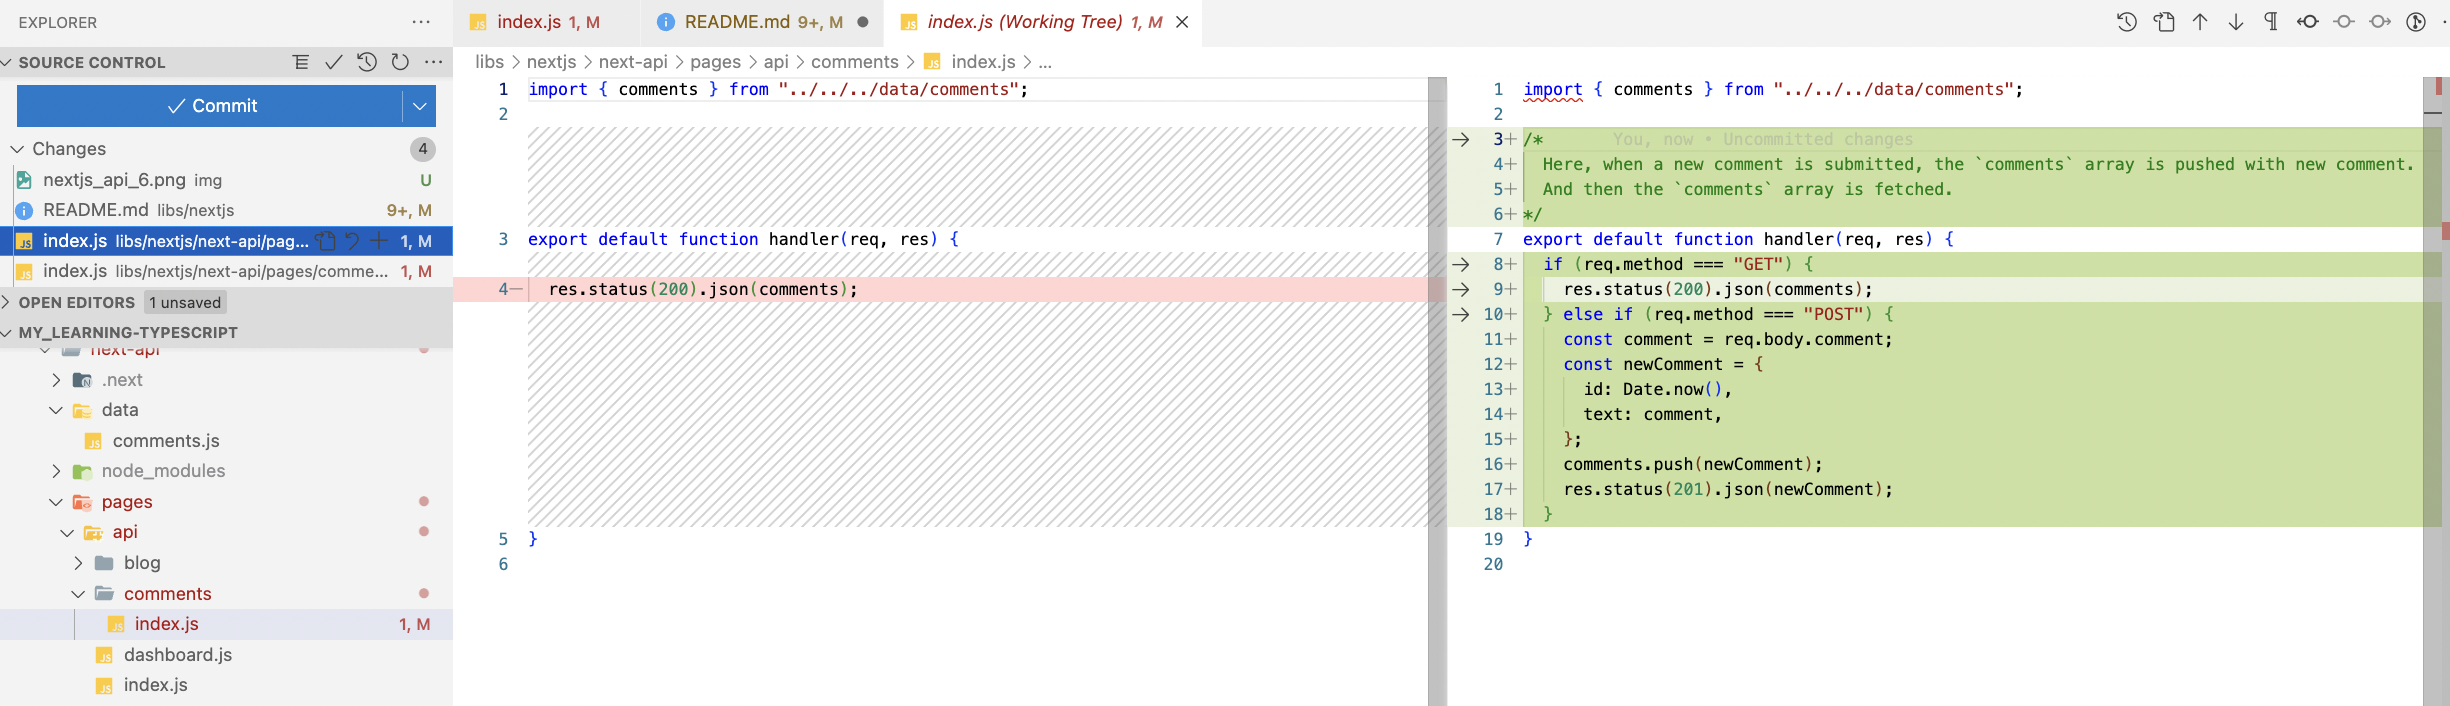 EXPLORER
SOURCE CONTROL
Commit
Changes 4
nextjs_api_6.png img U
README.md libs/nextjs 9+, M
index.js libs/nextjs/next-api/pag... 1, M
index.js libs/nextjs/next-api/pages/comme... 1, M
OPEN EDITORS 1 unsaved
MY_LEARNING-TYPESCRIPT
next-api
.next
data
comments.js
node_modules
pages
api
blog
comments
index.js 1, M
dashboard.js
index.js
index.js 1, M
README.md 9+, M
index.js (Working Tree) 1, M
libs > nextjs > next-api > pages > api > comments > index.js > ...
1 import { comments } from "../../../data/comments";
2
3 export default function handler(req, res) {
4— res.status(200).json(comments);
5 }
6
1 import { comments } from "../../../data/comments";
2
3+ /* You, now • Uncommitted changes
4+ Here, when a new comment is submitted, the `comments` array is pushed with new comment.
5+ And then the `comments` array is fetched.
6+ */
7 export default function handler(req, res) {
8+ if (req.method === "GET") {
9+ res.status(200).json(comments);
10+ } else if (req.method === "POST") {
11+ const comment = req.body.comment;
12+ const newComment = {
13+ id: Date.now(),
14+ text: comment,
15+ };
16+ comments.push(newComment);
17+ res.status(201).json(newComment);
18+ }
19 }
20